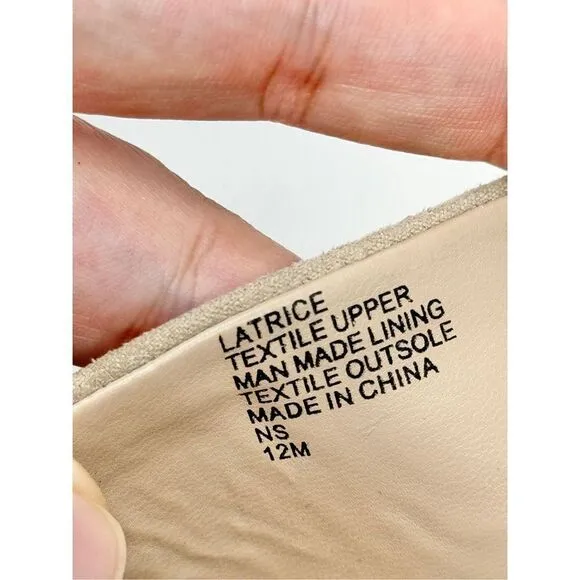 LATRICE
TEXTILE UPPER
MAN MADE LINING
TEXTILE OUTSOLE
MADE IN CHINA
NS
12M